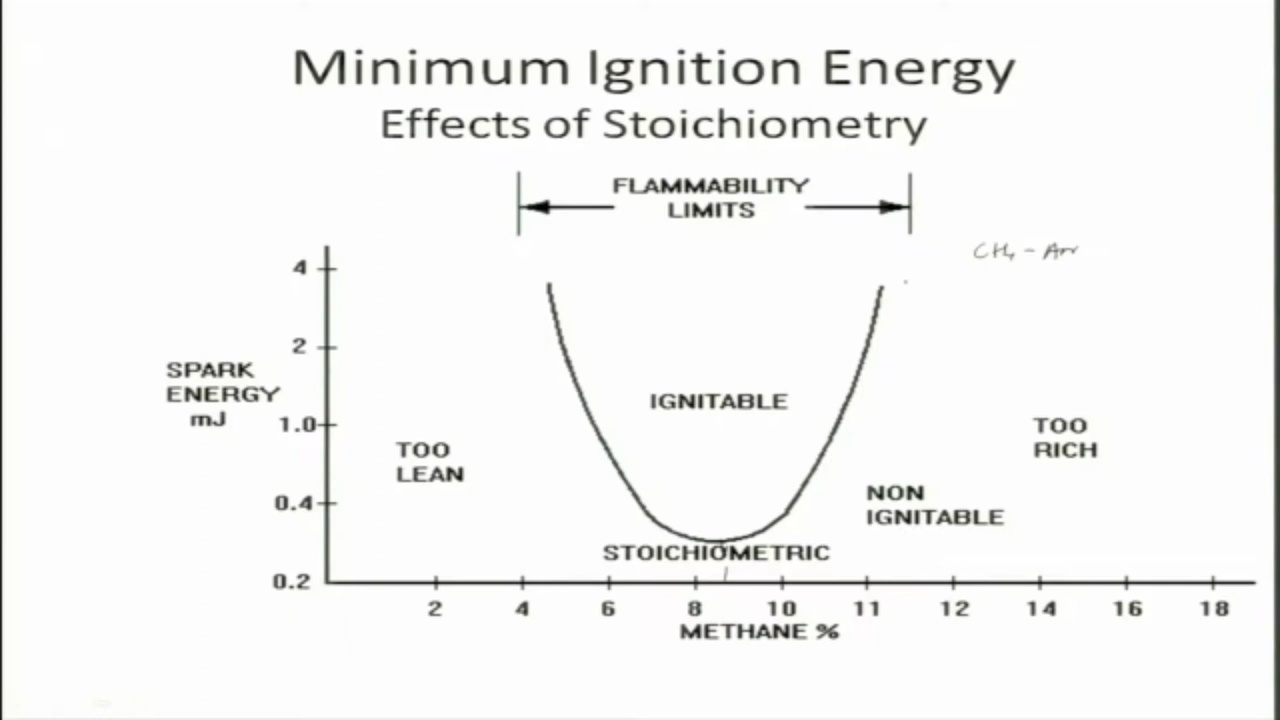 Minimum Ignition Energy
Effects of Stoichiometry
FLAMMABILITY
LIMITS
CH4 - Air
4
2
SPARK
ENERGY
mJ
1.0
0.4
0.2
IGNITABLE
TOO
LEAN
TOO
RICH
NON
IGNITABLE
STOICHIOMETRIC
2 4 6 8 10 11 12 14 16 18
METHANE %